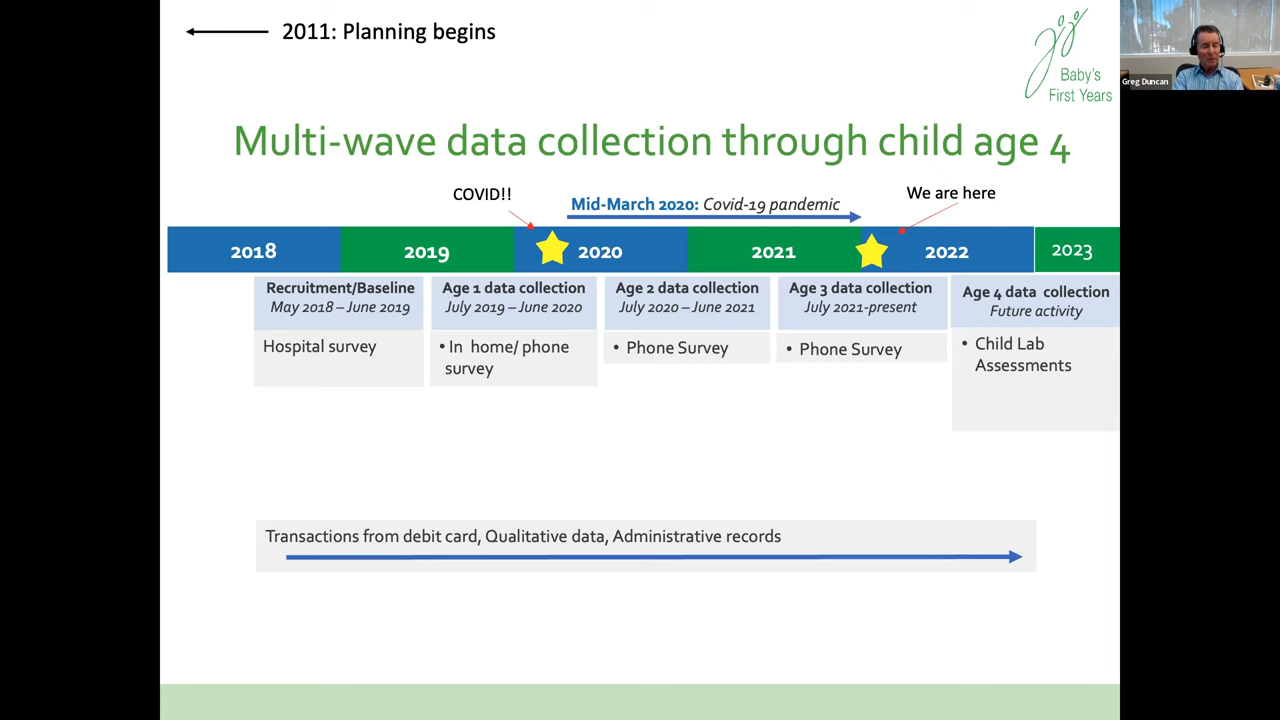 2011: Planning begins
Baby's
First Years
Greg Duncan
Multi-wave data collection through child age 4
COVID!!
Mid-March 2020: Covid-19 pandemic
We are here
2018
2019
2020
2021
2022
2023
Recruitment/Baseline
May 2018 – June 2019
Hospital survey
Age 1 data collection
July 2019 – June 2020
• In home/ phone
survey
Age 2 data collection
July 2020 – June 2021
• Phone Survey
Age 3 data collection
July 2021-present
• Phone Survey
Age 4 data collection
Future activity
• Child Lab
Assessments
Transactions from debit card, Qualitative data, Administrative records